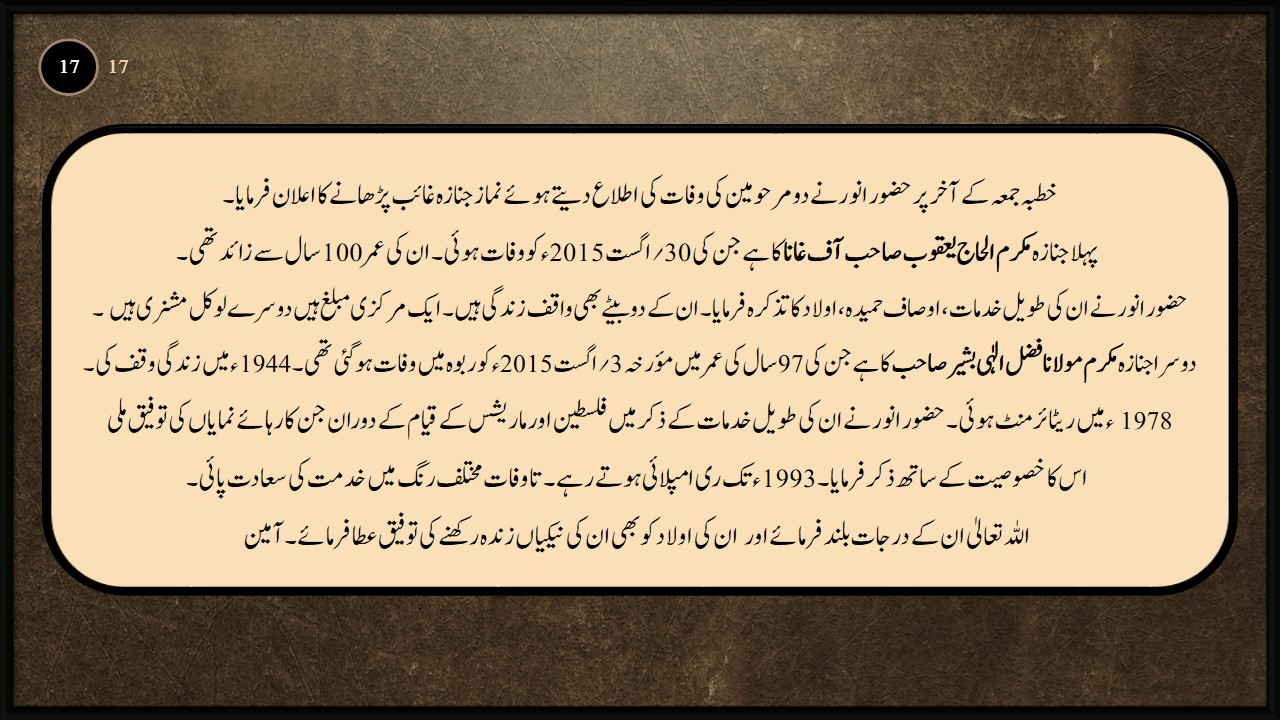 17 17
خطبہ جمعہ کے آخر پر حضور انور نے دو مرحومین کی وفات کی اطلاع دیتے ہوئے نماز جنازہ غائب پڑھانے کا اعلان فرمایا۔
پہلا جنازہ مکرم الحاج یعقوب صاحب آف غانا کا ہے جن کی 30؍اگست 2015ء کو وفات ہوئی۔ ان کی عمر 100 سال سے زائد تھی۔
حضور انور نے ان کی طویل خدمات، اوصاف حمیدہ، اولاد کا تذکرہ فرمایا۔ ان کے دو بیٹے بھی واقف زندگی ہیں۔ ایک مرکزی مبلغ ہیں دوسرے لوکل مشنری ہیں ۔
دوسرا جنازہ مکرم مولانا فضل الٰہی بشیر صاحب کا ہے جن کی 97 سال کی عمر میں مؤرخہ 3؍اگست 2015ء کو ربوہ میں وفات ہو گئی تھی۔ 1944ء میں زندگی وقف کی۔
1978 ء میں ریٹائرمنٹ ہوئی۔ حضور انور نے ان کی طویل خدمات کے ذکر میں فلسطین اور ماریشس کے قیام کے دوران جن کارہائے نمایاں کی توفیق ملی
اس کا خصوصیت کے ساتھ ذکر فرمایا۔ 1993ء تک ری امپلائی ہوتے رہے۔ تاوفات مختلف رنگ میں خدمت کی سعادت پائی۔
اللہ تعالیٰ ان کے درجات بلند فرمائے اور ان کی اولاد کو بھی ان کی نیکیاں زندہ رکھنے کی توفیق عطا فرمائے۔ آمین